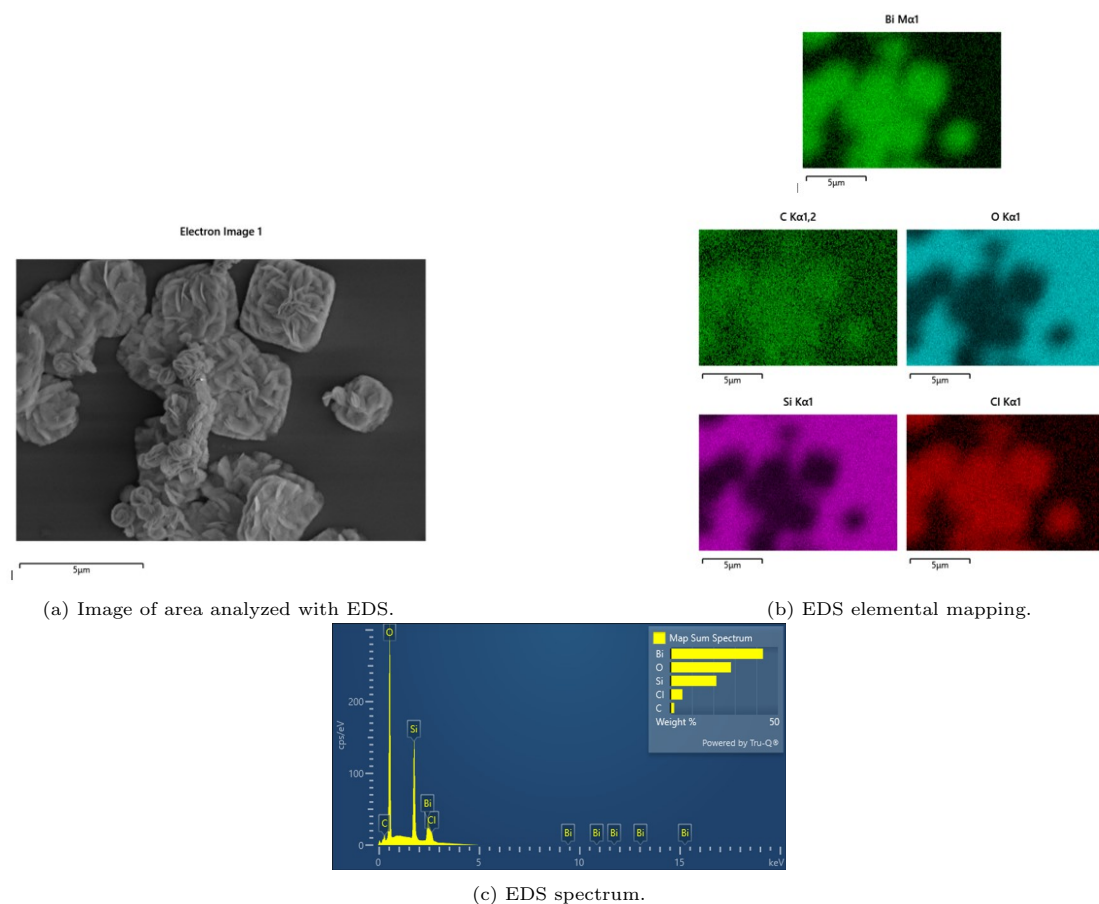 Bi Mα1
5μm
C Kα1,2
O Kα1
5μm
5μm
Electron Image 1
Si Kα1
Cl Kα1
5μm
5μm
5μm
(a) Image of area analyzed with EDS.
(b) EDS elemental mapping.
O
Map Sum Spectrum
Bi
O
Si
Cl
C
Weight %
50
Powered by Tru-Q®
cps/eV
200
100
0
Si
Bi
Cl
C
Bi
Bi
Bi
Bi
Bi
0
5
10
15
keV
(c) EDS spectrum.